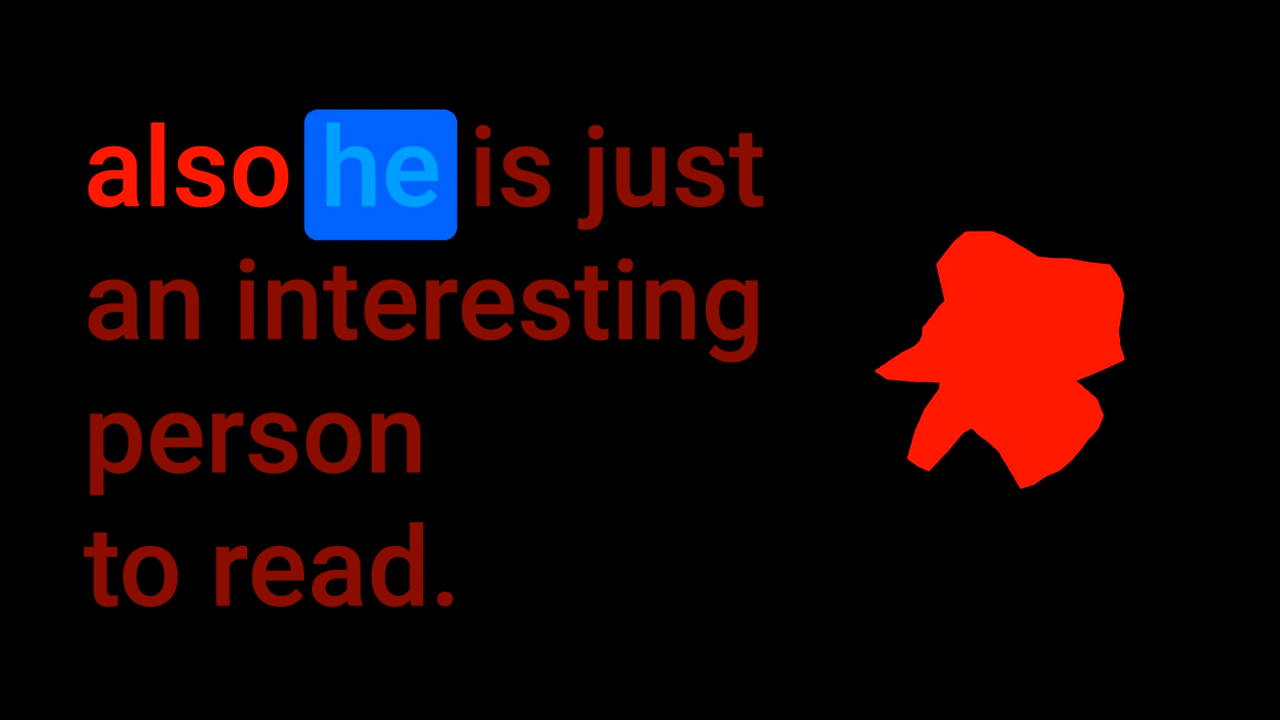 also he is just
an interesting
person
to read.